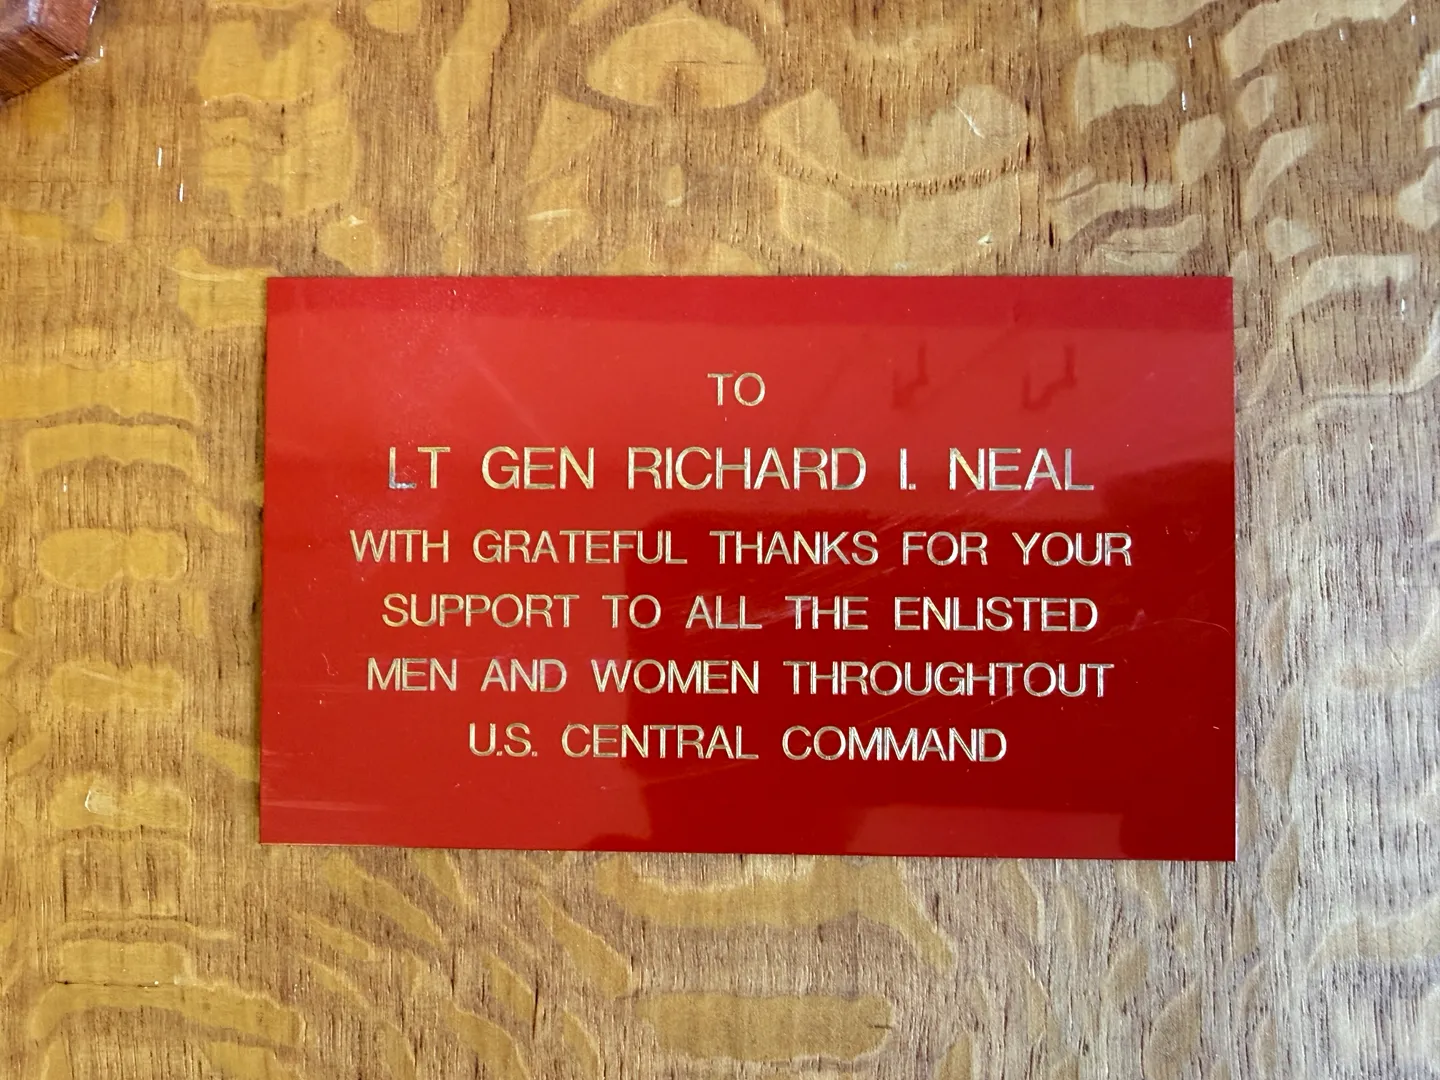 TO
LT GEN RICHARD I. NEAL
WITH GRATEFUL THANKS FOR YOUR
SUPPORT TO ALL THE ENLISTED
MEN AND WOMEN THROUGHTOUT
U.S. CENTRAL COMMAND